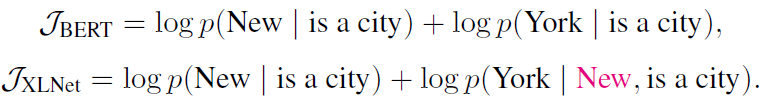 𝒥BERT = log p(New | is a city) + log p(York | is a city),
𝒥XLNet = log p(New | is a city) + log p(York | New, is a city).